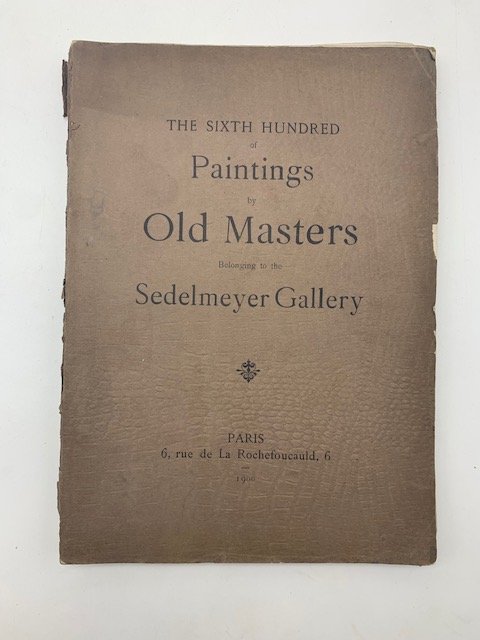 THE SIXTH HUNDRED
of
Paintings
by
Old Masters
Belonging to the
Sedelmeyer Gallery
PARIS
6, rue de La Rochefoucauld, 6
1900